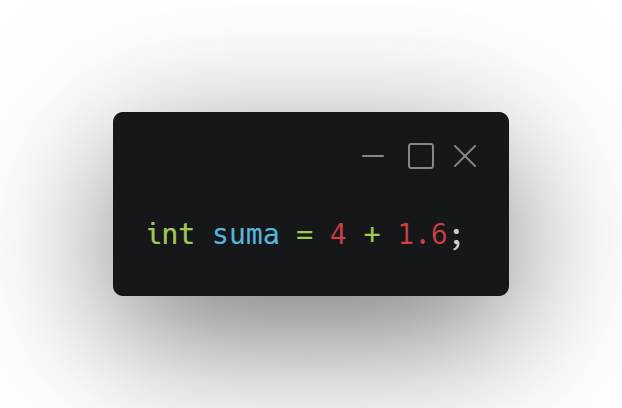 int suma = 4 + 1.6;